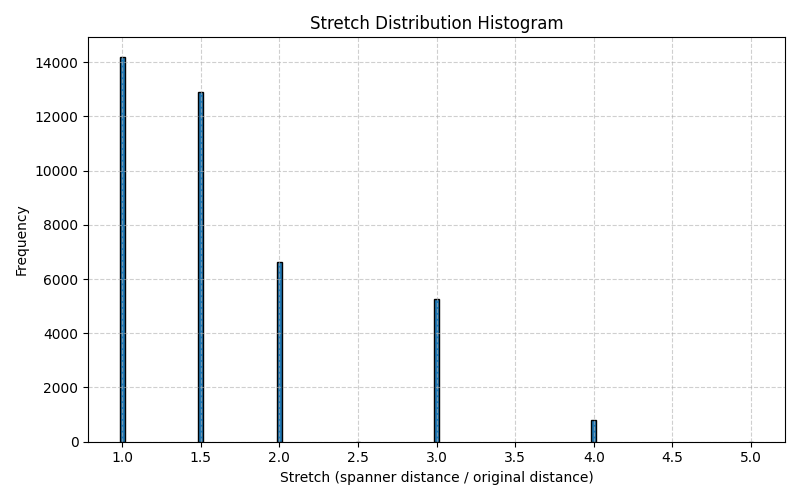 Stretch Distribution Histogram
Frequency
14000
12000
10000
8000
6000
4000
2000
0
1.0 1.5 2.0 2.5 3.0 3.5 4.0 4.5 5.0
Stretch (spanner distance / original distance)